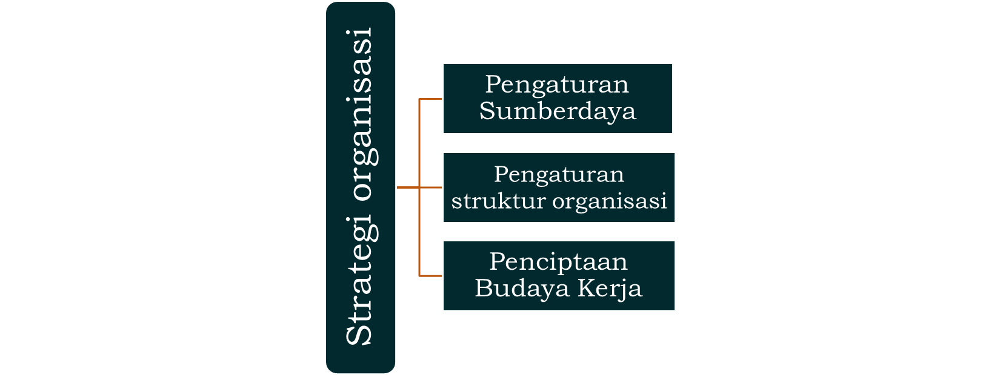 Strategi organisasi
Pengaturan
Sumberdaya
Pengaturan
struktur organisasi
Penciptaan
Budaya Kerja